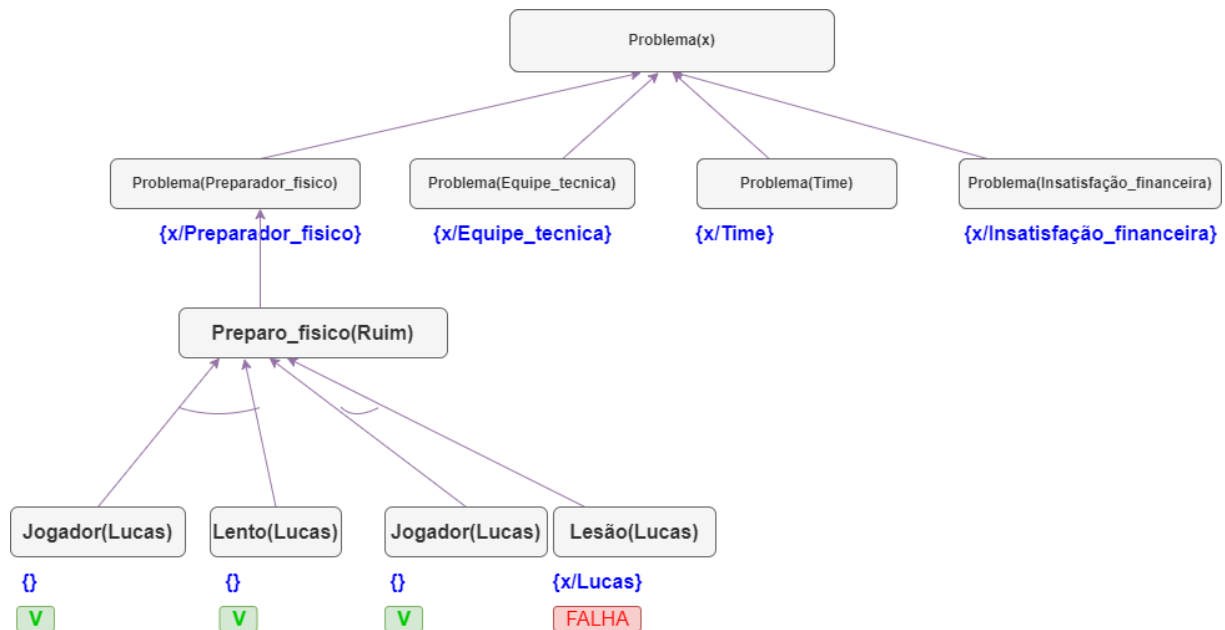 Problema(x)
Problema(Preparador_fisico)
Problema(Equipe_tecnica)
Problema(Time)
Problema(Insatisfação_financeira)
{x/Preparador_fisico}
{x/Equipe_tecnica}
{x/Time}
{x/Insatisfação_financeira}
Preparo_fisico(Ruim)
Jogador(Lucas)
Lento(Lucas)
Jogador(Lucas)
Lesão(Lucas)
{}
{}
{}
{x/Lucas}
V
V
V
FALHA